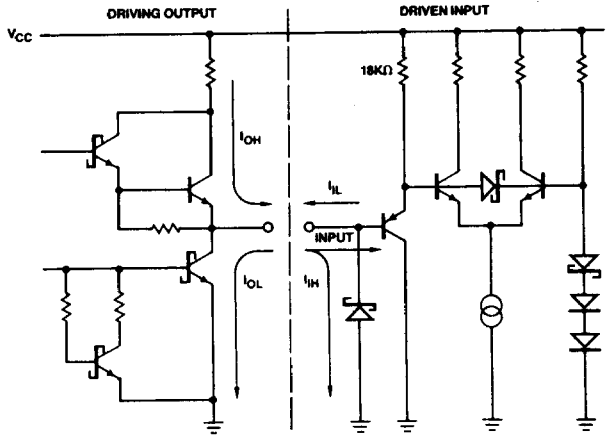 DRIVING OUTPUT
DRIVEN INPUT
VCC
18KΩ
IOH
IIL
INPUT
IOL
IIH